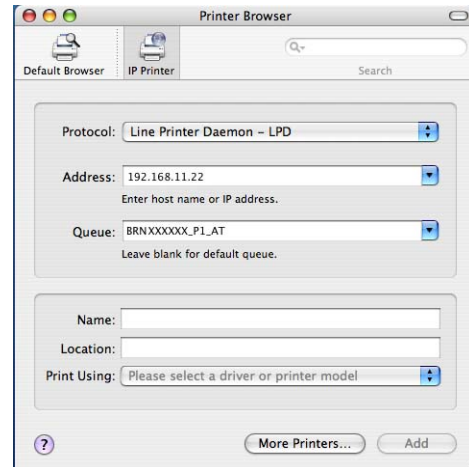 Printer Browser
Default Browser
IP Printer
Search
Protocol: Line Printer Daemon – LPD
Address: 192.168.11.22
Enter host name or IP address.
Queue: BRNXXXXXX_P1_AT
Leave blank for default queue.
Name:
Location:
Print Using: Please select a driver or printer model
?
More Printers...
Add